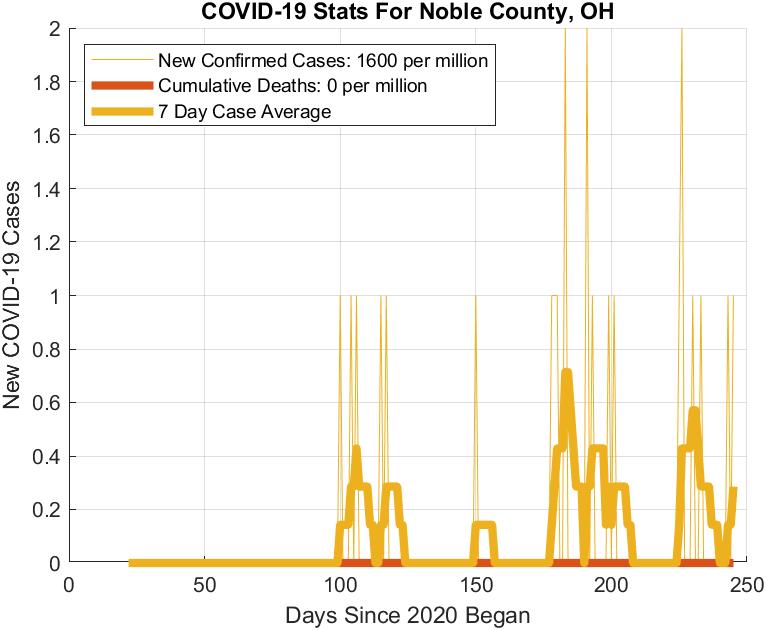 COVID-19 Stats For Noble County, OH
New Confirmed Cases: 1600 per million
Cumulative Deaths: 0 per million
7 Day Case Average
New COVID-19 Cases
2
1.8
1.6
1.4
1.2
1
0.8
0.6
0.4
0.2
0
0 50 100 150 200 250
Days Since 2020 Began